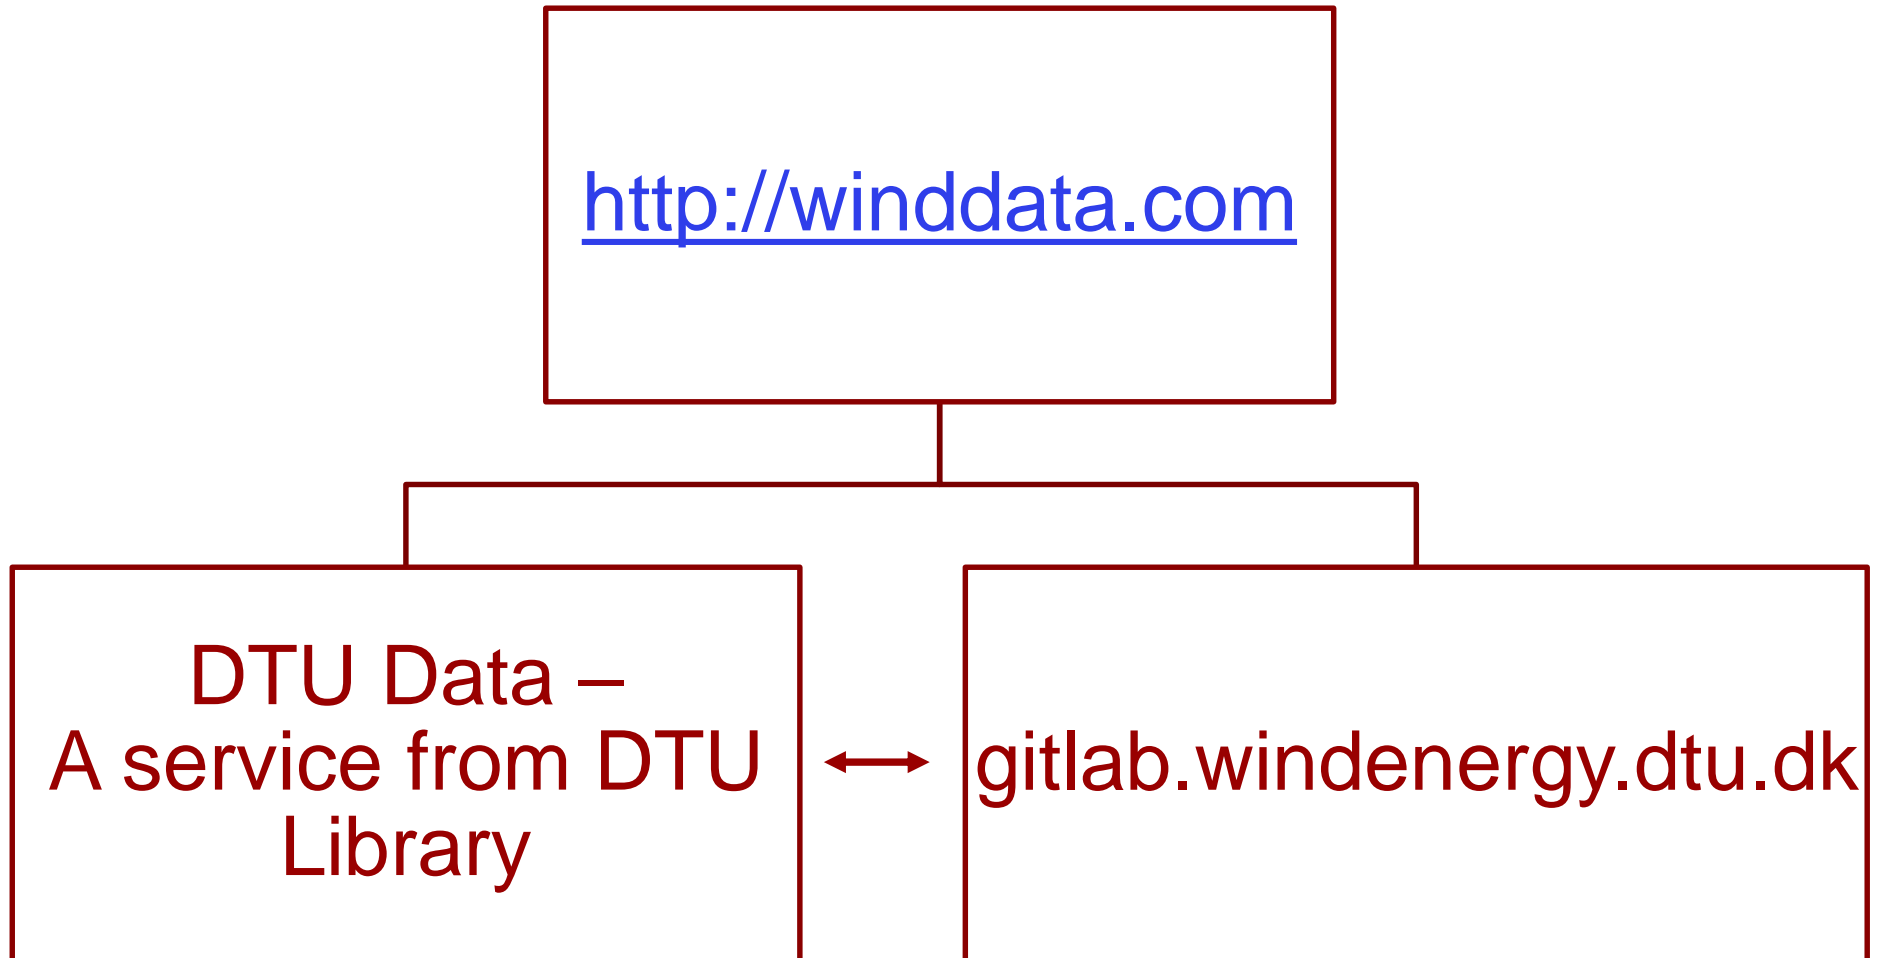 http://winddata.com
DTU Data –
A service from DTU
Library
gitlab.windenergy.dtu.dk